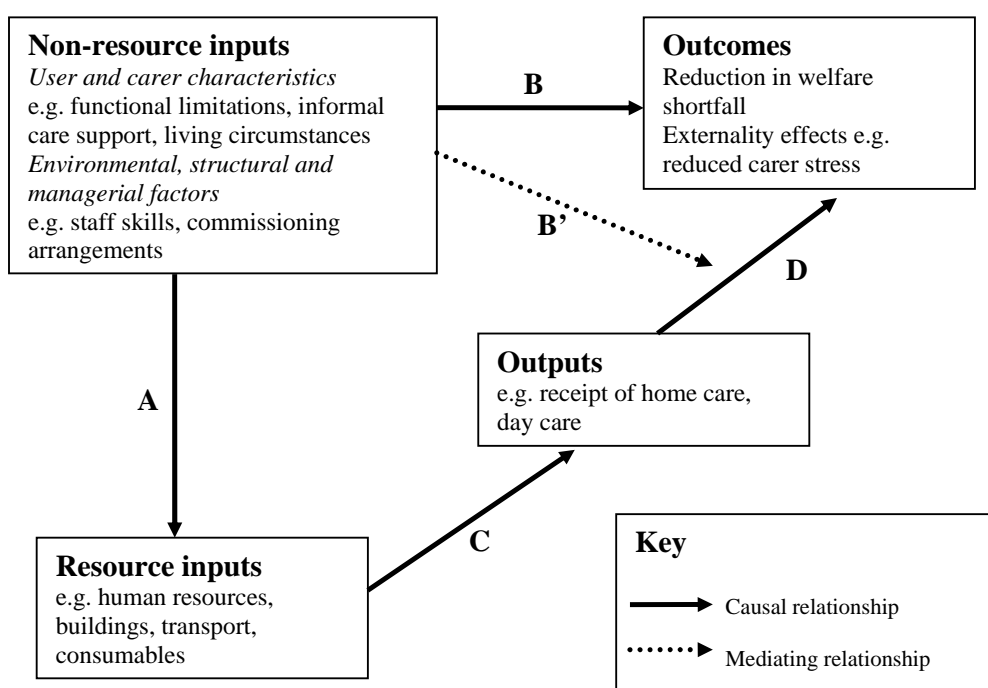 Non-resource inputs
User and carer characteristics
e.g. functional limitations, informal
care support, living circumstances
Environmental, structural and
managerial factors
e.g. staff skills, commissioning
arrangements
B
Outcomes
Reduction in welfare
shortfall
Externality effects e.g.
reduced carer stress
B’
D
A
Outputs
e.g. receipt of home care,
day care
C
Resource inputs
e.g. human resources,
buildings, transport,
consumables
Key
Causal relationship
Mediating relationship